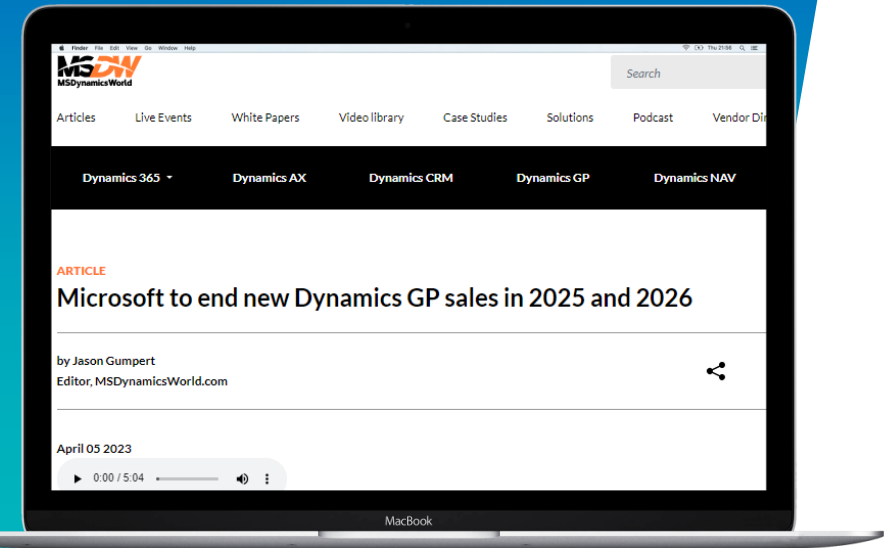 Finder File Edit View Go Window Help
Thu 21:56
MSDW
MSDynamicsWorld
Search
Articles Live Events White Papers Video library Case Studies Solutions Podcast Vendor Dir
Dynamics 365 Dynamics AX Dynamics CRM Dynamics GP Dynamics NAV
ARTICLE
Microsoft to end new Dynamics GP sales in 2025 and 2026
by Jason Gumpert
Editor, MSDynamicsWorld.com
April 05 2023
0:00 / 5:04
MacBook